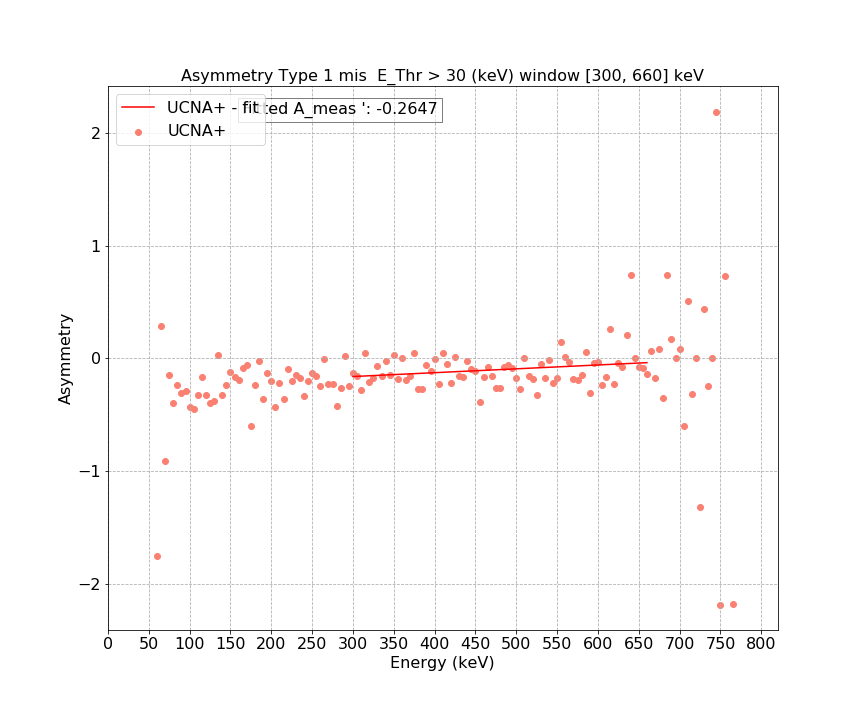 Asymmetry Type 1 mis  E_Thr > 30 (keV) window [300, 660] keV
UCNA+ - fitted A_meas ': -0.2647
UCNA+
2
1
0
−1
−2
Asymmetry
0 50 100 150 200 250 300 350 400 450 500 550 600 650 700 750 800
Energy (keV)